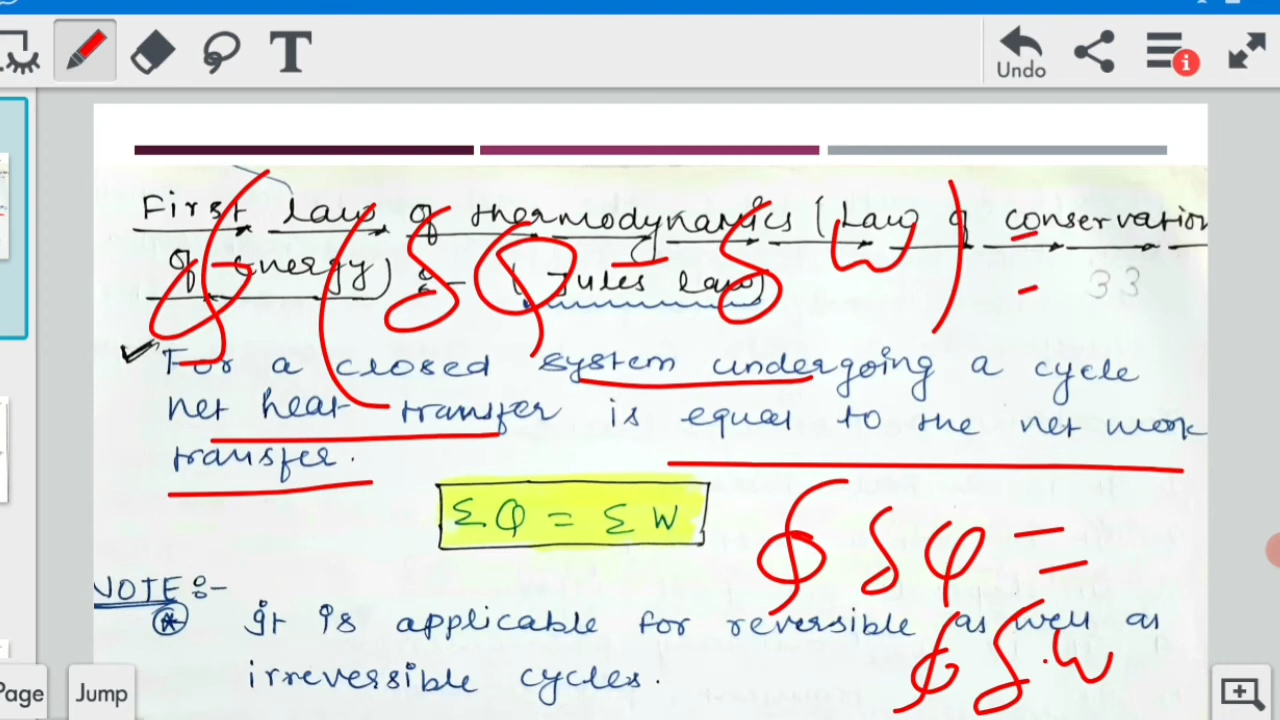 Undo
First law of thermodynamics (Law of conservation
of energy) :- (Jules law)
∮(δQ - δW) =
33
For a closed system undergoing a cycle
net heat transfer is equal to the net work
transfer.
ΣQ = ΣW
∮ δφ =
∮ δ.W
NOTE :-
It is applicable for reversible as well as
irreversible cycles.
Page
Jump